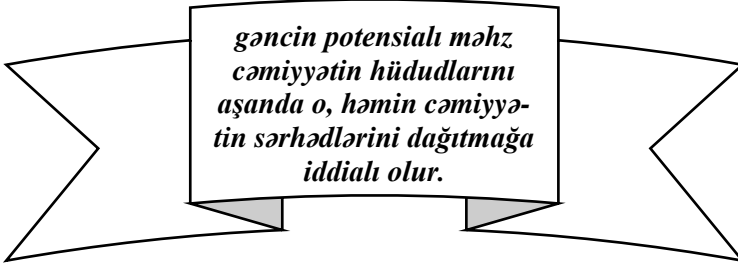 gəncin potensialı məhz
cəmiyyətin hüdudlarını
aşanda o, həmin cəmiyyə-
tin sərhədlərini dağıtmağa
iddialı olur.